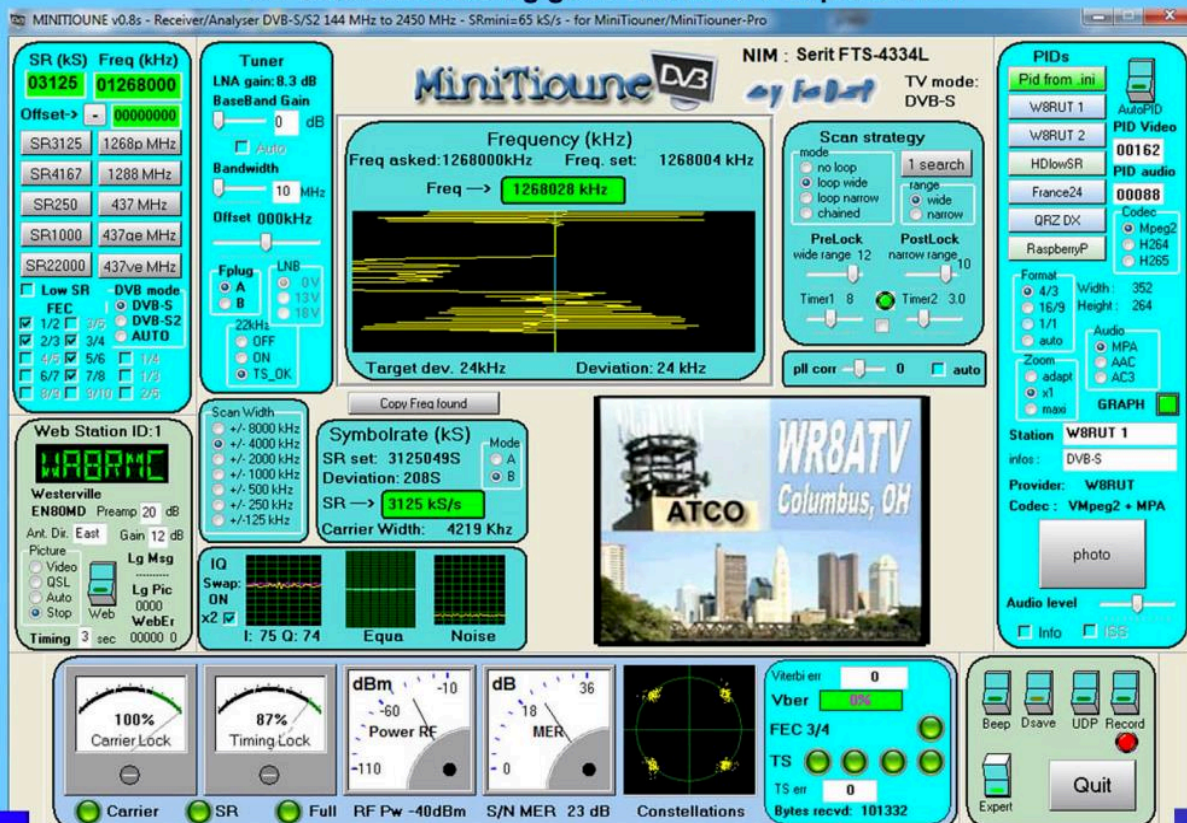 MINITIOUNE v0.8s - Receiver/Analyser DVB-S/S2 144 MHz to 2450 MHz - SRmini=65 kS/s - for MiniTiouner/MiniTiouner-Pro
SR (kS) Freq (kHz)
03125 01268000
Offset-> - 00000000
SR3125 1268p MHz
SR4167 1288 MHz
SR250 437 MHz
SR1000 437qe MHz
SR22000 437ve MHz
Low SR
FEC
1/2 3/5
2/3 3/4
4/5 5/6 1/4
6/7 7/8 1/3
8/9 9/10 2/5
DVB mode
DVB-S
DVB-S2
AUTO
Tuner
LNA gain: 8.3 dB
BaseBand Gain
0 dB
Auto
Bandwidth
10 MHz
Offset 000kHz
Fplug
A
B
LNB
0V
13V
18V
22kHz
OFF
ON
TS_OK
MiniTioune DVB
NIM : Serit FTS-4334L
TV mode:
DVB-S
Frequency (kHz)
Freq asked:1268000kHz Freq. set: 1268004 kHz
Freq —> 1268028 kHz
Target dev. 24kHz Deviation: 24 kHz
Scan strategy
mode
no loop
loop wide
loop narrow
chained
1 search
range
wide
narrow
PreLock PostLock
wide range 12 narrow range 10
Timer1 8 Timer2 3.0
pll corr 0 auto
PIDs
Pid from .ini
W8RUT 1
W8RUT 2
HDlowSR
France24
QRZ DX
RaspberryP
AutoPID
PID Video
00162
PID audio
00088
Codec
Mpeg2
H264
H265
Format
4/3
16/9
1/1
auto
Width : 352
Height : 264
Audio
MPA
AAC
AC3
Zoom
adapt
x1
maxi
GRAPH
Station W8RUT 1
infos : DVB-S
Provider: W8RUT
Codec : VMpeg2 + MPA
photo
Audio level
Info ISS
Copy Freq found
Scan Width
+/- 8000 kHz
+/- 4000 kHz
+/- 2000 kHz
+/- 1000 kHz
+/- 500 kHz
+/- 250 kHz
+/-125 kHz
Symbolrate (kS)
SR set: 3125049S
Deviation: 208S
SR —> 3125 kS/s
Carrier Width: 4219 Khz
Mode
A
B
WR8ATV
Columbus, OH
ATCO
Web Station ID:1
WA8RMC
Westerville
EN80MD Preamp 20 dB
Ant. Dir. East Gain 12 dB
Picture
Video
QSL
Auto
Stop
Web
Lg Msg
--------
Lg Pic
0000
WebEr
Timing 3 sec 00000 0
IQ
Swap:
ON
x2
I: 75 Q: 74 Equa Noise
100%
Carrier Lock
87%
Timing Lock
dBm
-10
-60
Power RF
-110
dB
36
18
MER
0
Carrier SR Full RF Pw -40dBm S/N MER 23 dB Constellations
Viterbi err 0
Vber 0%
FEC 3/4
TS
TS err 0
Bytes recvd: 101332
Beep Dsave UDP Record
Expert
Quit